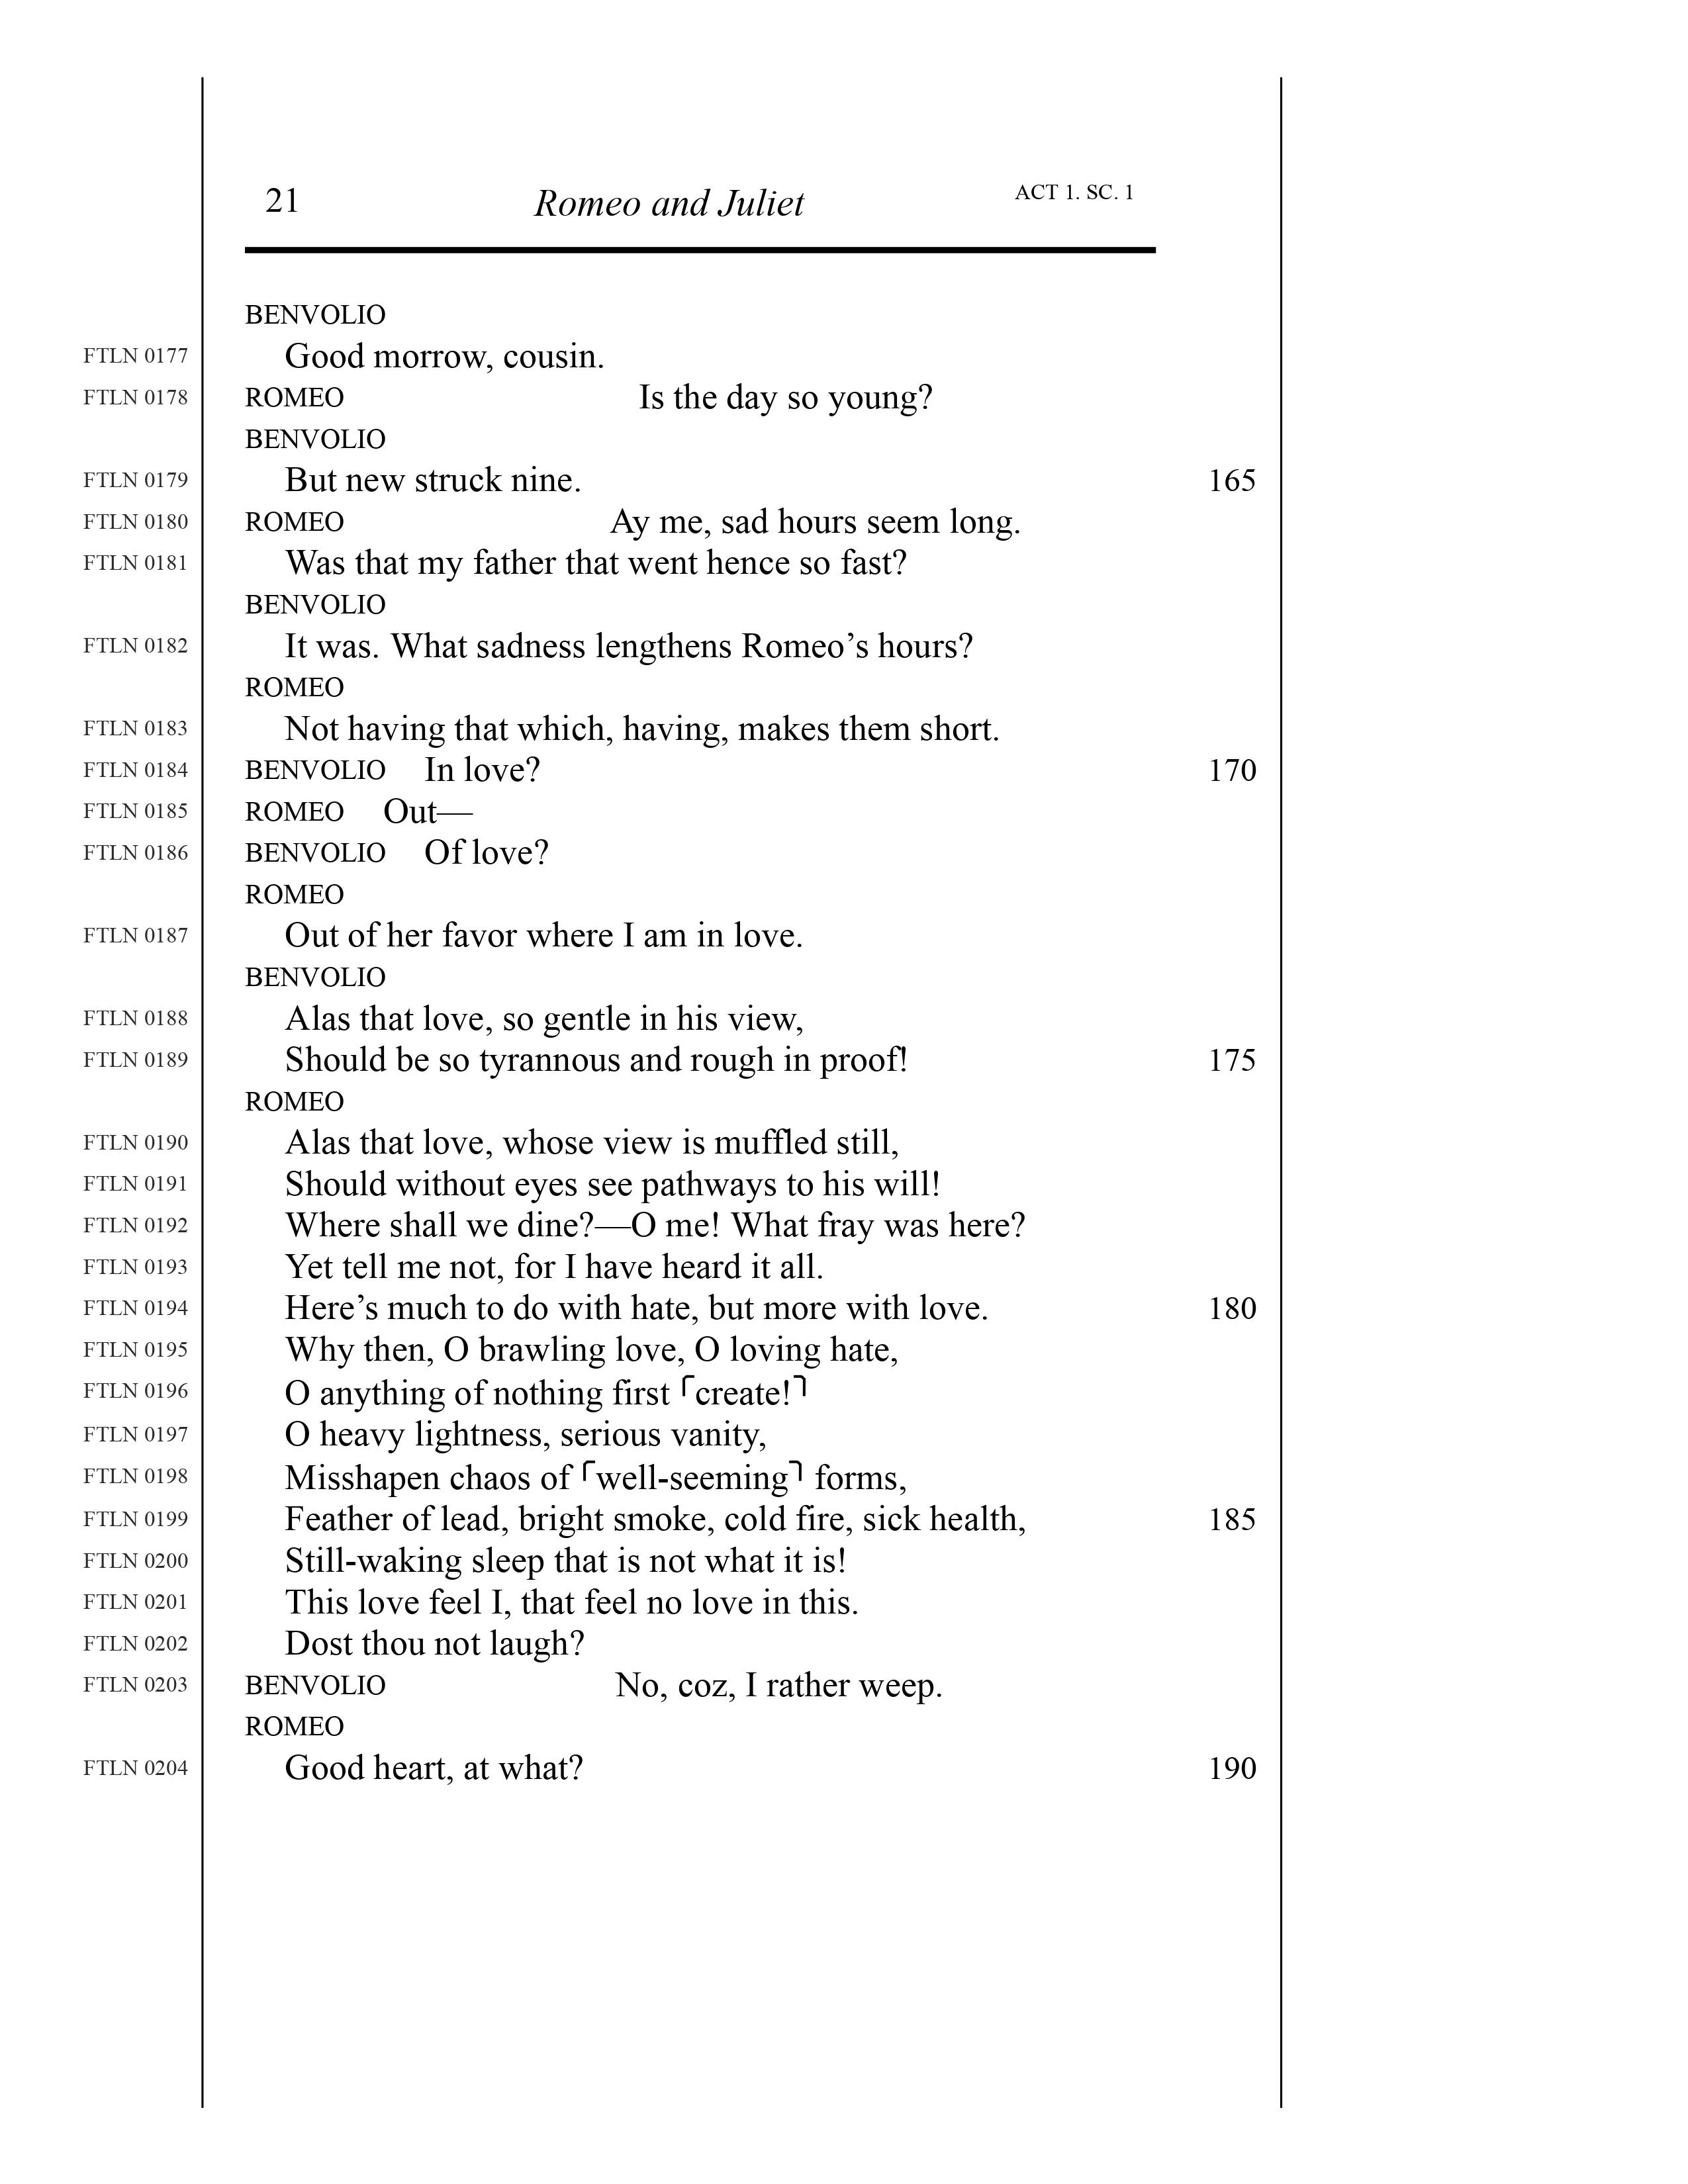 21 Romeo and Juliet ACT 1. SC. 1
BENVOLIO
FTLN 0177 Good morrow, cousin.
FTLN 0178 ROMEO Is the day so young?
BENVOLIO
FTLN 0179 But new struck nine. 165
FTLN 0180 ROMEO Ay me, sad hours seem long.
FTLN 0181 Was that my father that went hence so fast?
BENVOLIO
FTLN 0182 It was. What sadness lengthens Romeo’s hours?
ROMEO
FTLN 0183 Not having that which, having, makes them short.
FTLN 0184 BENVOLIO In love? 170
FTLN 0185 ROMEO Out—
FTLN 0186 BENVOLIO Of love?
ROMEO
FTLN 0187 Out of her favor where I am in love.
BENVOLIO
FTLN 0188 Alas that love, so gentle in his view,
FTLN 0189 Should be so tyrannous and rough in proof! 175
ROMEO
FTLN 0190 Alas that love, whose view is muffled still,
FTLN 0191 Should without eyes see pathways to his will!
FTLN 0192 Where shall we dine?—O me! What fray was here?
FTLN 0193 Yet tell me not, for I have heard it all.
FTLN 0194 Here’s much to do with hate, but more with love. 180
FTLN 0195 Why then, O brawling love, O loving hate,
FTLN 0196 O anything of nothing first ⌜create!⌝
FTLN 0197 O heavy lightness, serious vanity,
FTLN 0198 Misshapen chaos of ⌜well-seeming⌝ forms,
FTLN 0199 Feather of lead, bright smoke, cold fire, sick health, 185
FTLN 0200 Still-waking sleep that is not what it is!
FTLN 0201 This love feel I, that feel no love in this.
FTLN 0202 Dost thou not laugh?
FTLN 0203 BENVOLIO No, coz, I rather weep.
ROMEO
FTLN 0204 Good heart, at what? 190